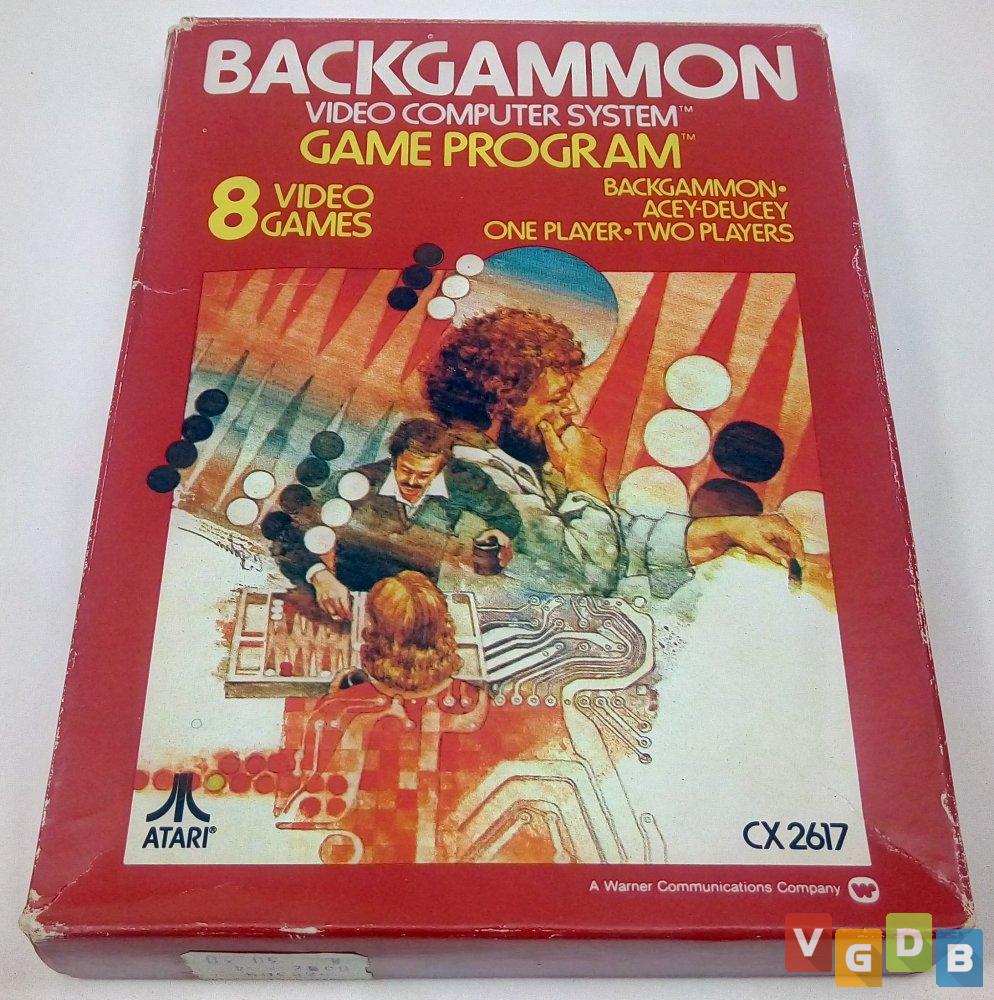 BACKGAMMON
VIDEO COMPUTER SYSTEM™
GAME PROGRAM™
8 VIDEO
GAMES
BACKGAMMON•
ACEY-DEUCEY
ONE PLAYER•TWO PLAYERS
ATARI®
CX2617
A Warner Communications Company
VGDB